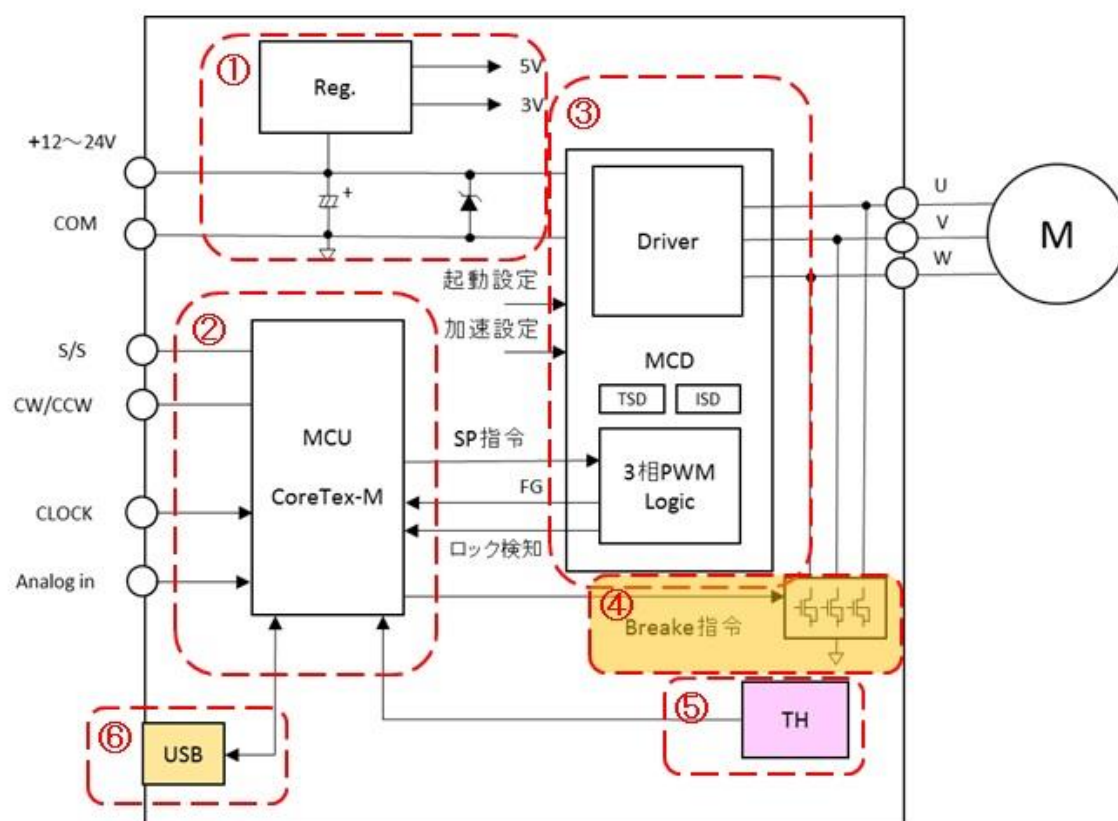 ①
Reg.
5V
3V
+12～24V
+
COM
③
Driver
U
V
W
M
起動設定
加速設定
MCD
TSD
ISD
②
S/S
CW/CCW
MCU
CoreTex-M
SP指令
FG
ロック検知
3相PWM
Logic
CLOCK
Analog in
④
Breake指令
⑤
TH
⑥
USB